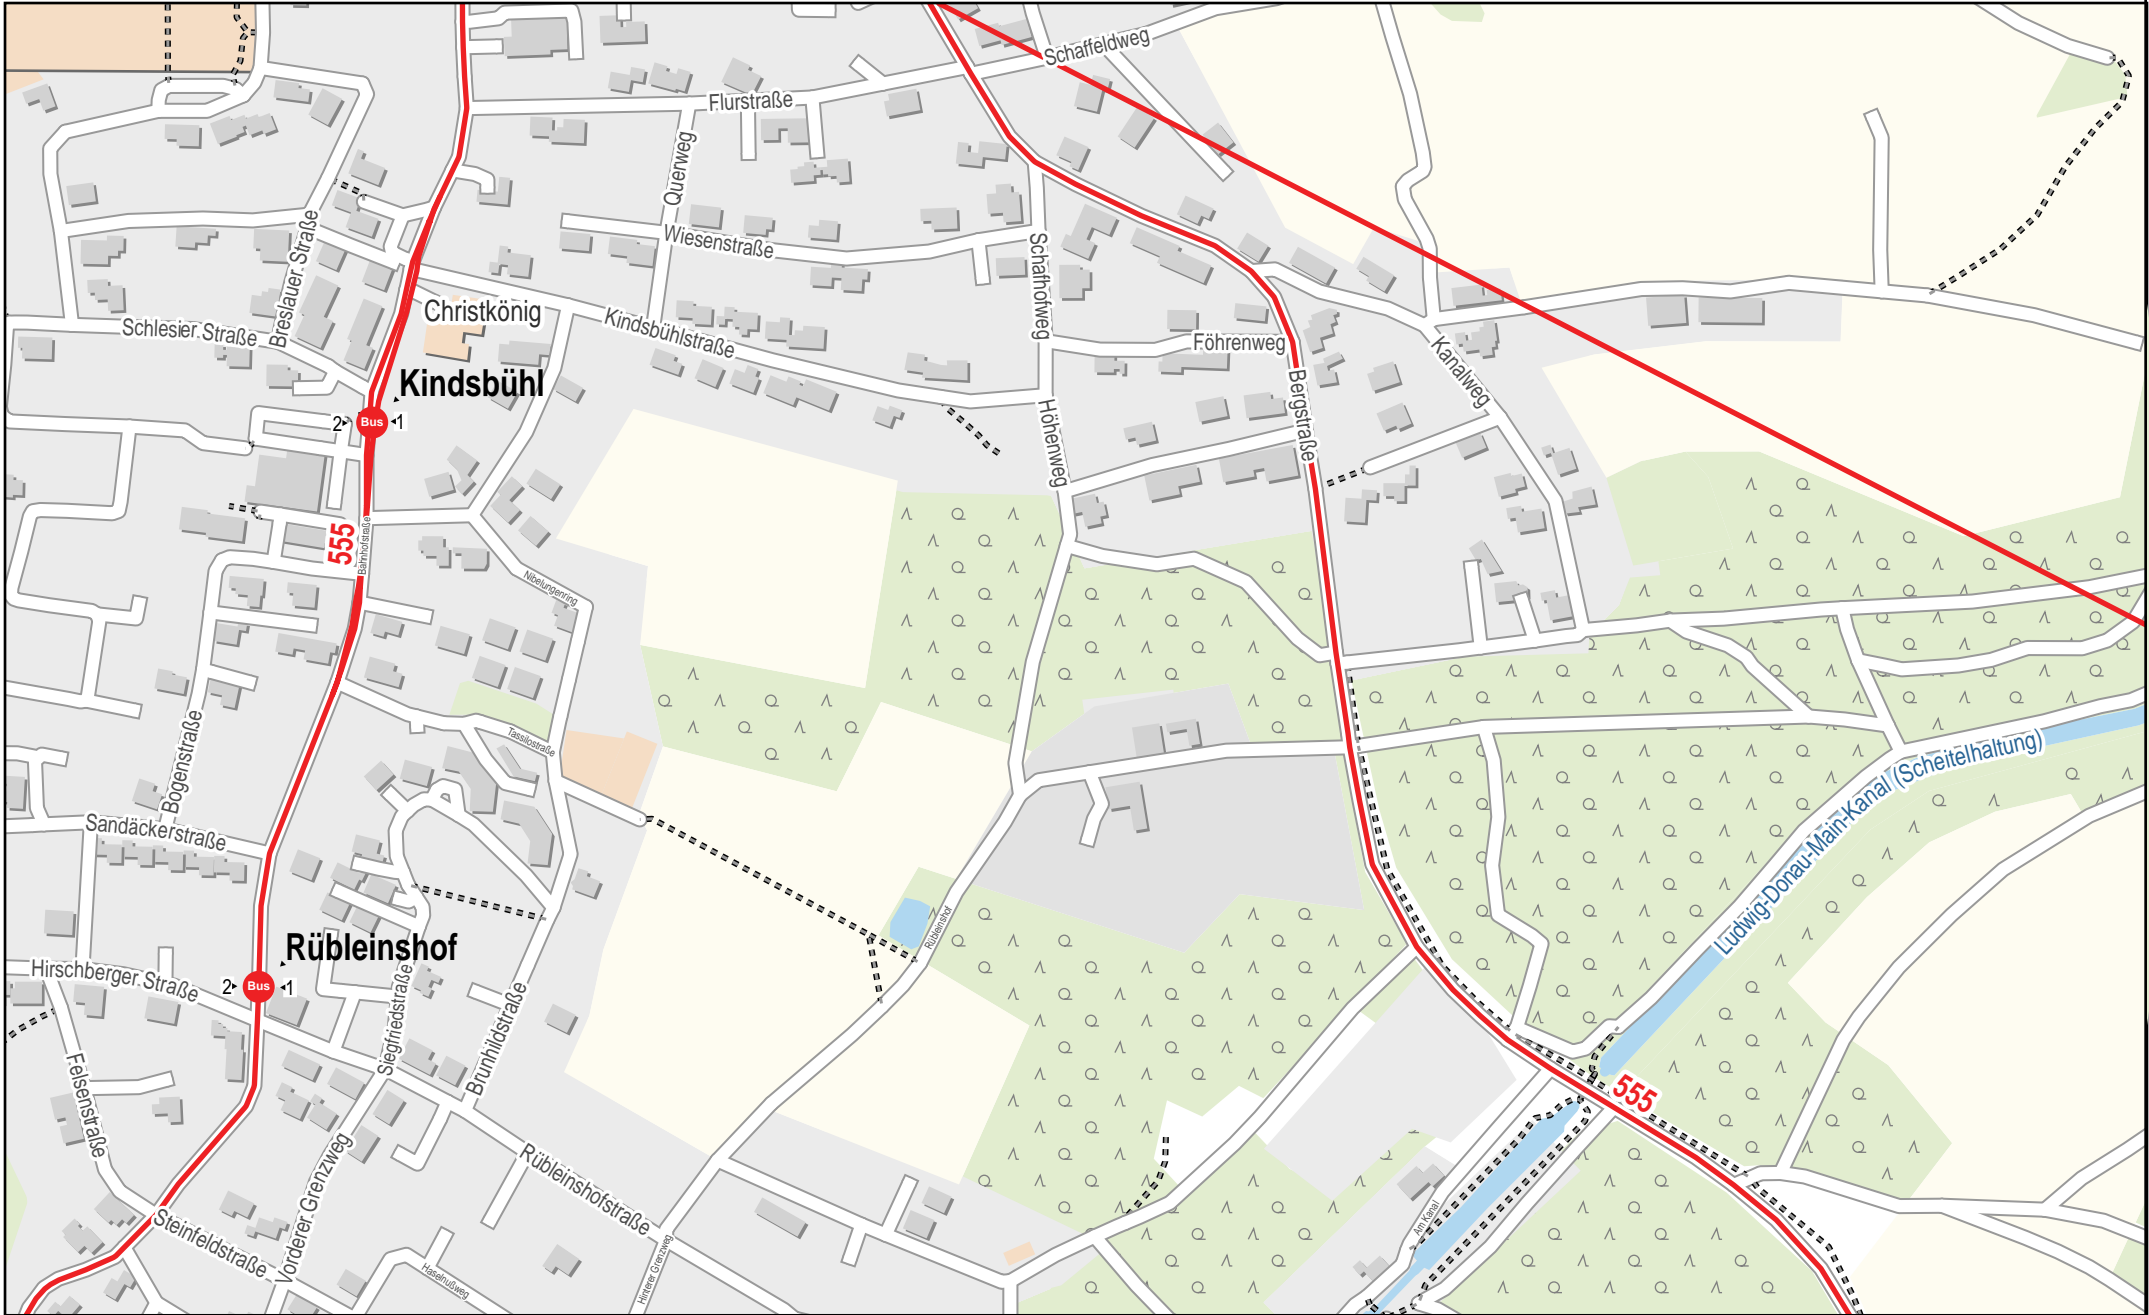 Schaffeldweg
Flurstraße
Querweg
Wiesenstraße
Breslauer Straße
Schafhofweg
Christkönig
Schlesier Straße
Kindsbühlstraße
Föhrenweg
Kanalweg
Bergstraße
Kindsbühl
2 Bus 1
Höhenweg
555
Bahnhofstraße
Nibelungenring
Tassilostraße
Bogenstraße
Sandäckerstraße
Ludwig-Donau-Main-Kanal (Scheitelhaltung)
Rübleinshof
Rübleinshof
2 Bus 1
Hirschberger Straße
Siegfriedstraße
Brunhildstraße
Felsenstraße
555
Rübleinshofstraße
Vorderer Grenzweg
Steinfeldstraße
Haselnußweg
Hinterer Grenzweg
Am Kanal